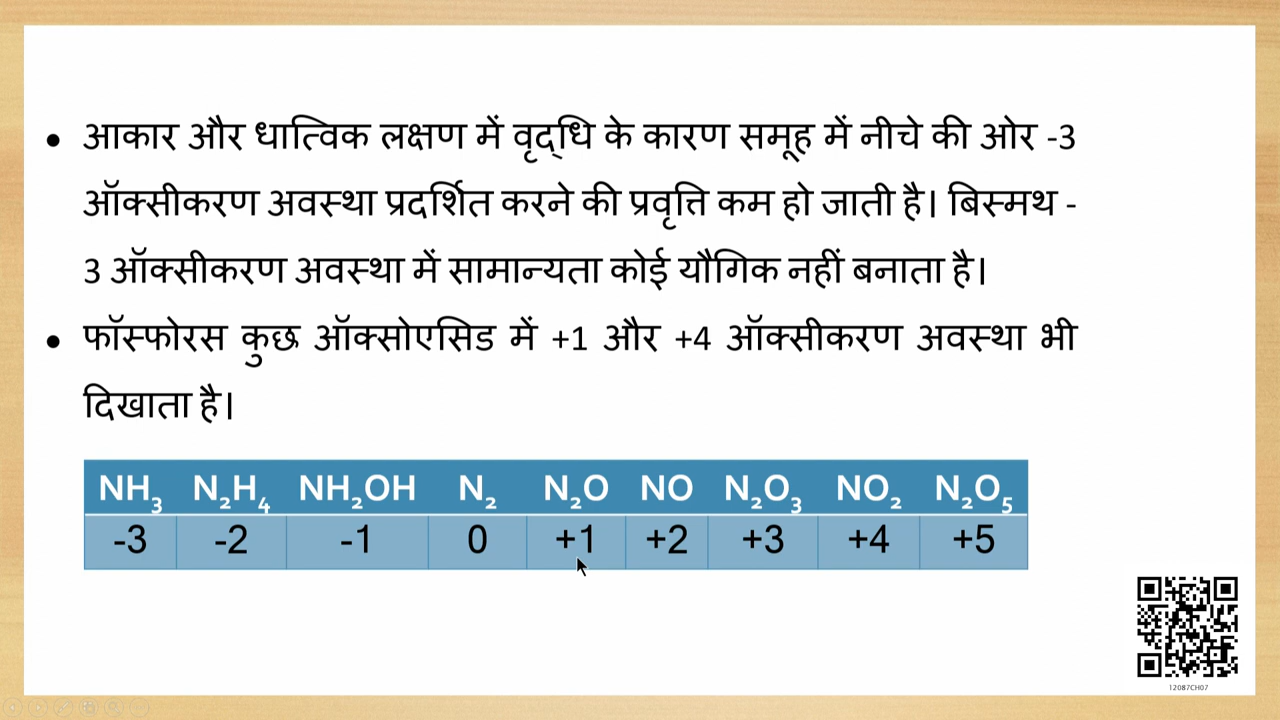 • आकार और धात्विक लक्षण में वृद्धि के कारण समूह में नीचे की ओर -3
ऑक्सीकरण अवस्था प्रदर्शित करने की प्रवृत्ति कम हो जाती है। बिस्मथ -
3 ऑक्सीकरण अवस्था में सामान्यता कोई यौगिक नहीं बनाता है।
• फॉस्फोरस कुछ ऑक्सोएसिड में +1 और +4 ऑक्सीकरण अवस्था भी
दिखाता है।
NH₃ N₂H₄ NH₂OH N₂ N₂O NO N₂O₃ NO₂ N₂O₅
-3 -2 -1 0 +1 +2 +3 +4 +5
12087CH07